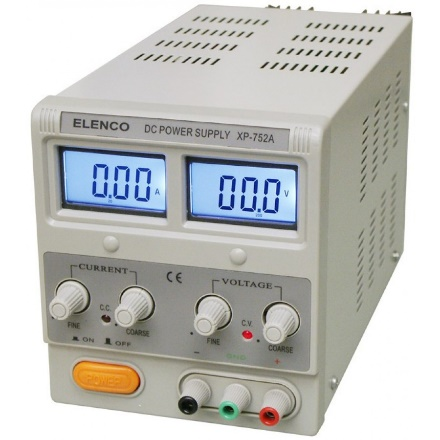 ELENCO DC POWER SUPPLY XP-752A
0.00 A 00.0 V
CURRENT CE VOLTAGE
C.C. C.V.
FINE COARSE FINE COARSE
ON OFF - +
POWER